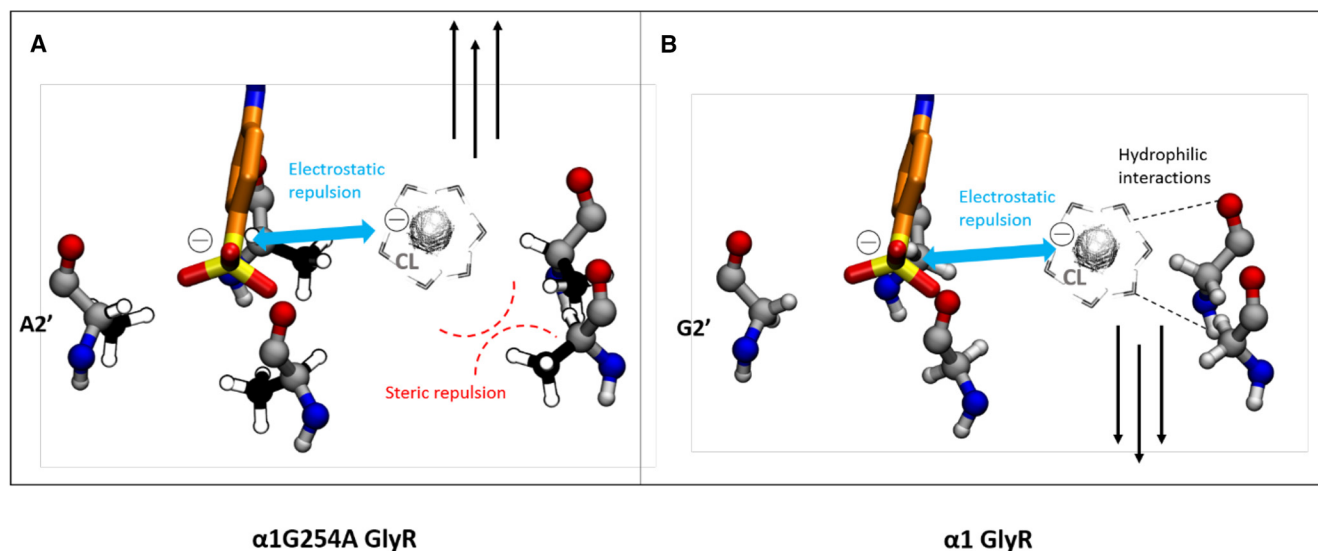 A
Electrostatic
repulsion
CL
A2'
Steric repulsion
B
Hydrophilic
interactions
Electrostatic
repulsion
CL
G2'
α1G254A GlyR
α1 GlyR